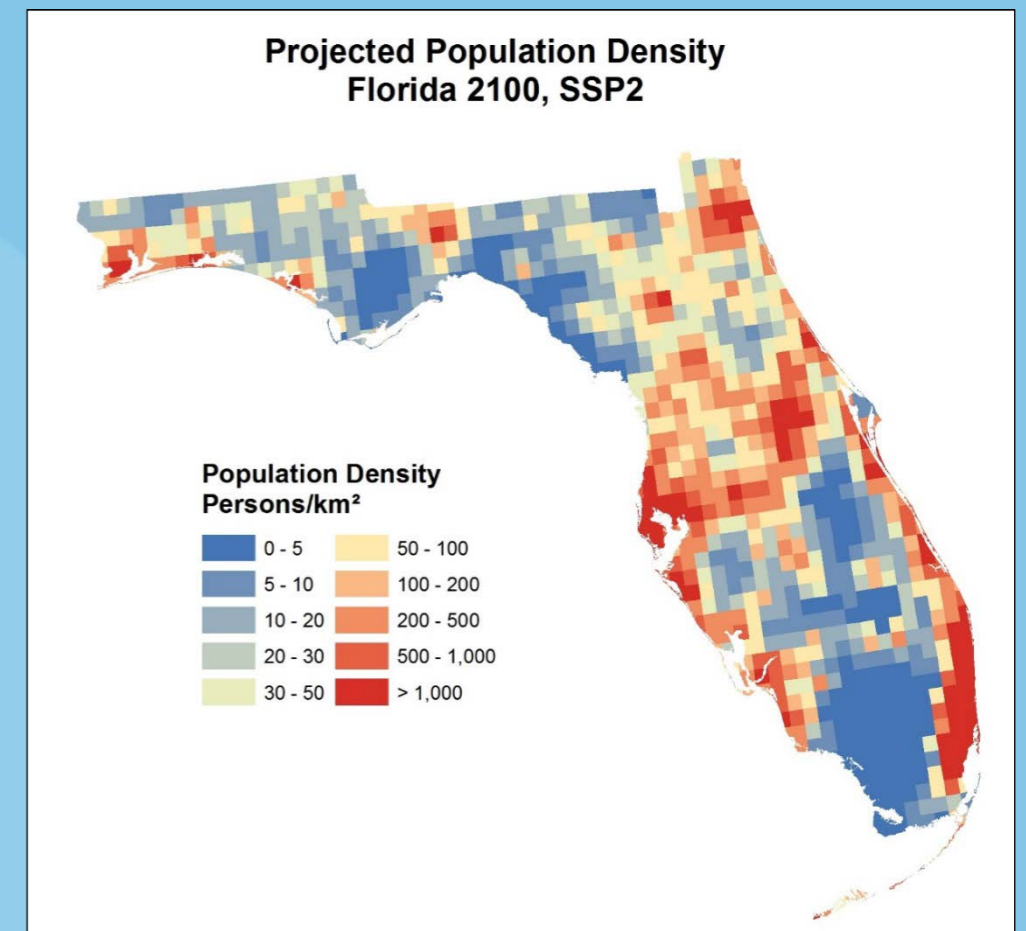 Projected Population Density
Florida 2100, SSP2
Population Density
Persons/km²
0 - 5
5 - 10
10 - 20
20 - 30
30 - 50
50 - 100
100 - 200
200 - 500
500 - 1,000
> 1,000